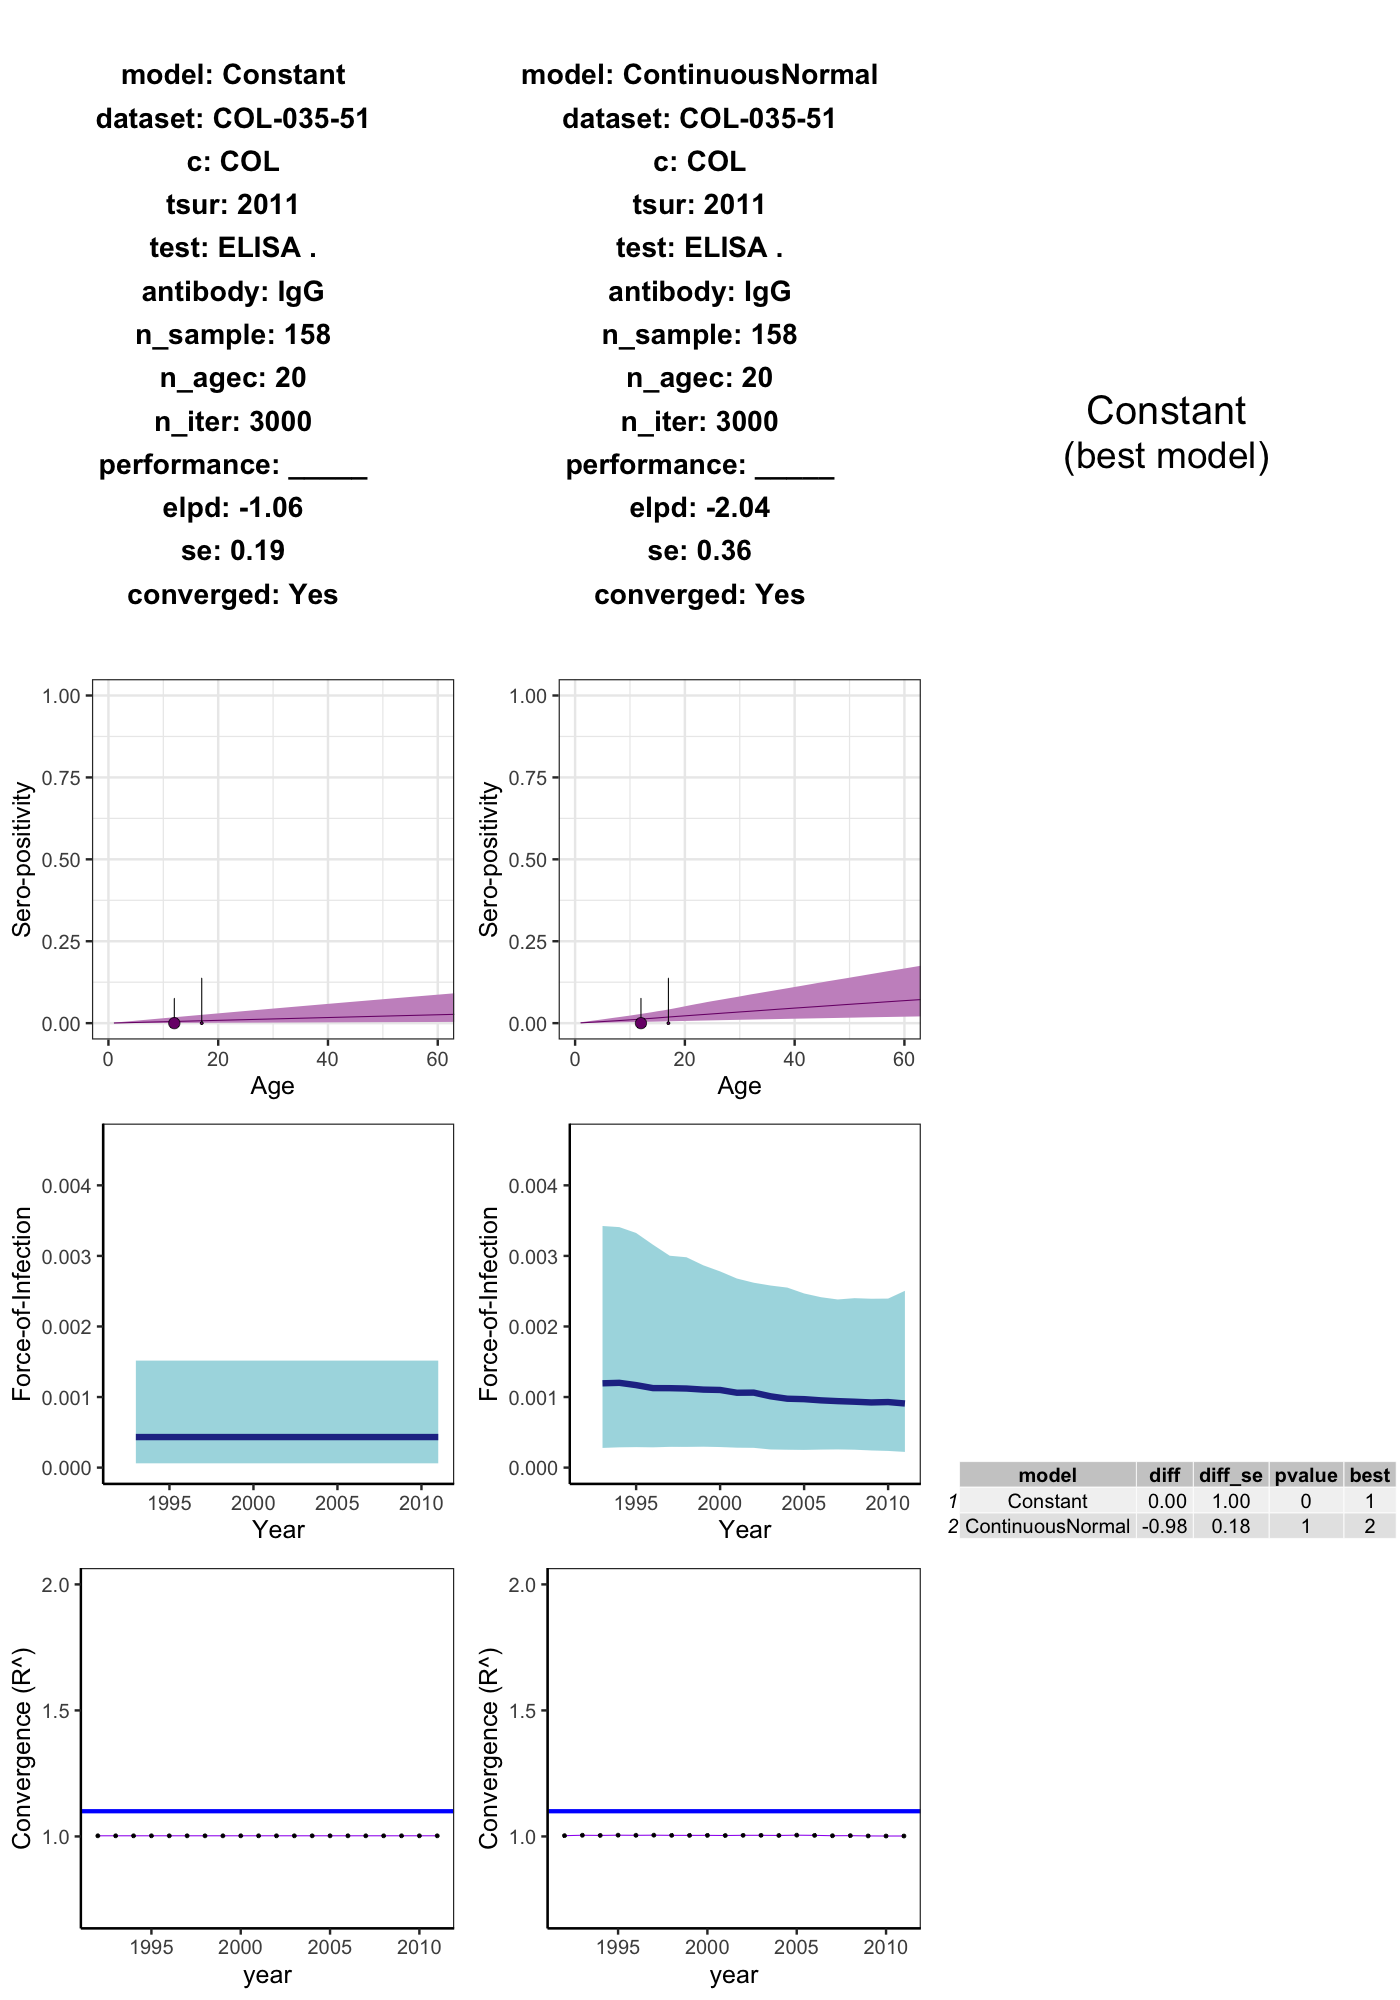 model: Constant
dataset: COL-035-51
c: COL
tsur: 2011
test: ELISA .
antibody: IgG
n_sample: 158
n_agec: 20
n_iter: 3000
performance: _____
elpd: -1.06
se: 0.19
converged: Yes
model: ContinuousNormal
dataset: COL-035-51
c: COL
tsur: 2011
test: ELISA .
antibody: IgG
n_sample: 158
n_agec: 20
n_iter: 3000
performance: _____
elpd: -2.04
se: 0.36
converged: Yes
Constant
(best model)
Sero-positivity
1.00
0.75
0.50
0.25
0.00
0 20 40 60
Age
Sero-positivity
1.00
0.75
0.50
0.25
0.00
0 20 40 60
Age
Force-of-Infection
0.004
0.003
0.002
0.001
0.000
1995 2000 2005 2010
Year
Force-of-Infection
0.004
0.003
0.002
0.001
0.000
1995 2000 2005 2010
Year
model diff diff_se pvalue best
1 Constant 0.00 1.00 0 1
2 ContinuousNormal -0.98 0.18 1 2
Convergence (R^)
2.0
1.5
1.0
1995 2000 2005 2010
year
Convergence (R^)
2.0
1.5
1.0
1995 2000 2005 2010
year